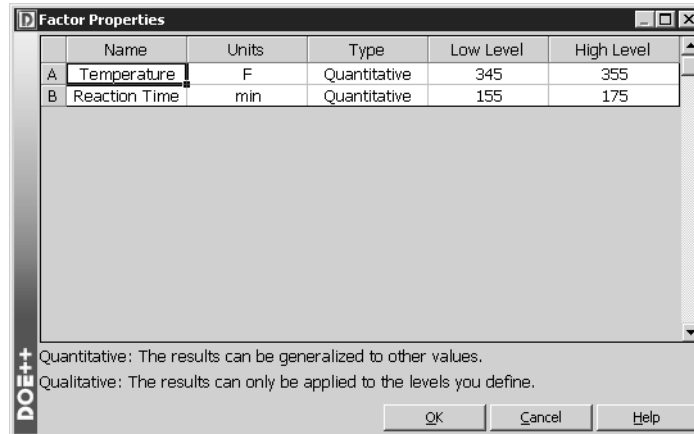 D Factor Properties
Name Units Type Low Level High Level
A Temperature F Quantitative 345 355
B Reaction Time min Quantitative 155 175
Quantitative: The results can be generalized to other values.
Qualitative: The results can only be applied to the levels you define.
DOE++
OK Cancel Help